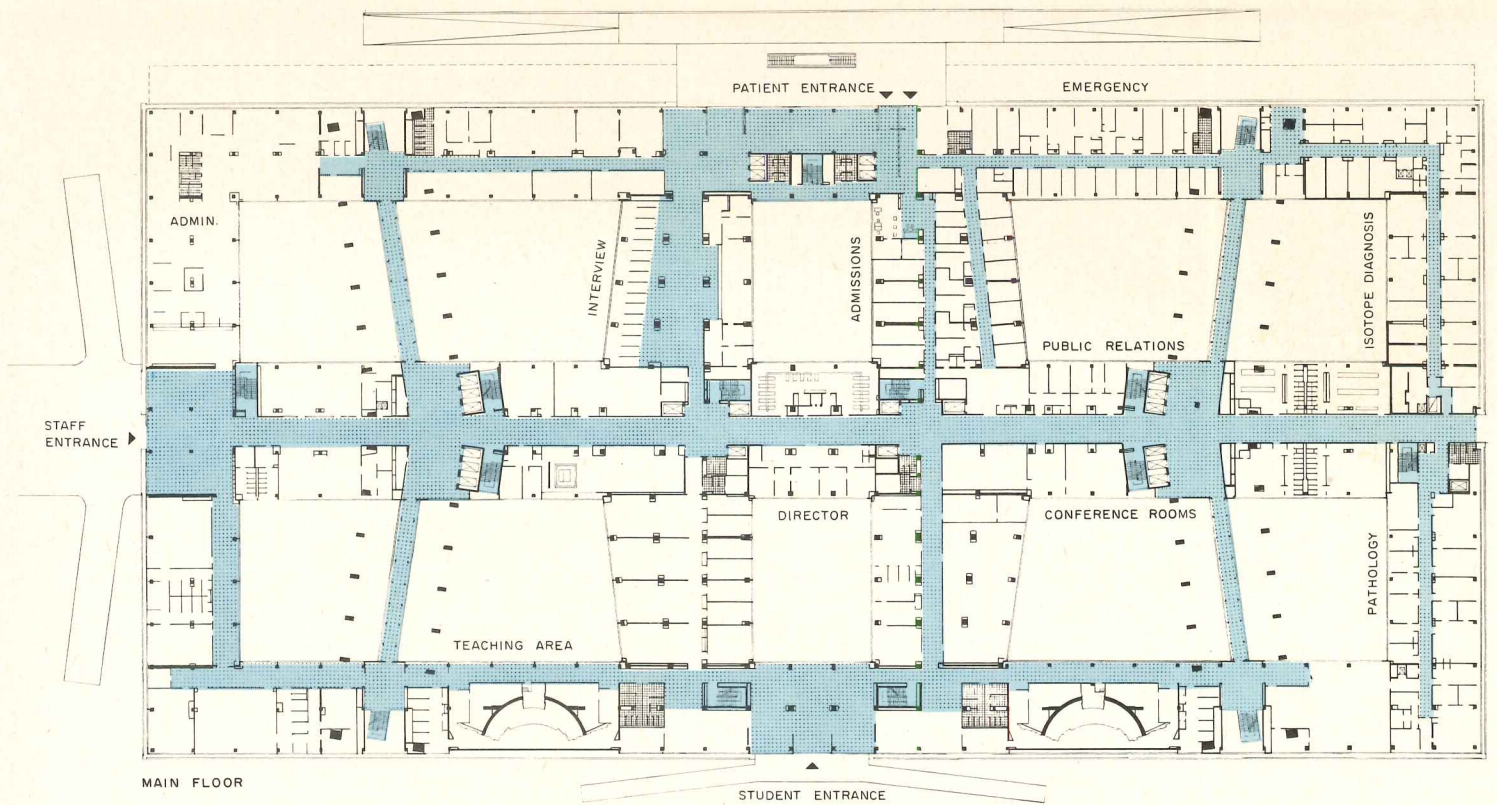 PATIENT ENTRANCE
EMERGENCY
ADMIN.
INTERVIEW
ADMISSIONS
ISOTOPE DIAGNOSIS
PUBLIC RELATIONS
STAFF
ENTRANCE
DIRECTOR
CONFERENCE ROOMS
PATHOLOGY
TEACHING AREA
MAIN FLOOR
STUDENT ENTRANCE